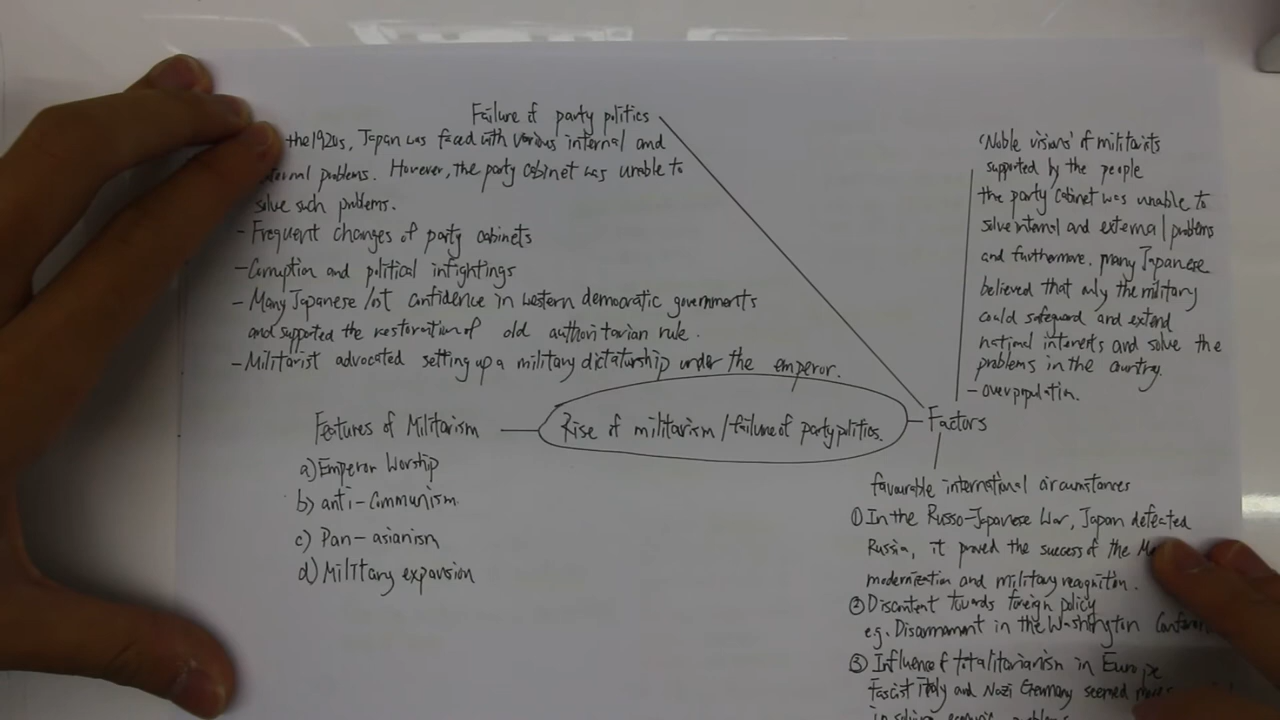 Failure of party politics
the 1920s, Japan was faced with various internal and
problems. However, the party cabinet was unable to
solve such problems.
- Frequent changes of party cabinets
- Corruption and political infightings
- Many Japanese lost confidence in western democratic governments
and supported the restoration of old authoritarian rule.
- Militarist advocated setting up a military dictatorship under the emperor.
Features of Militarism
a) Emperor Worship
b) anti-communism
c) Pan-asianism
d) Military expansion
Rise of militarism / failure of party politics.
Factors
'Noble visions' of militarists
supported by the people
the party cabinet was unable to
solve internal and external problems
and furthermore, many Japanese
believed that only the military
could safeguard and extend
national interests and solve the
problems in the country.
- overpopulation.
favourable international circumstances
① In the Russo-Japanese War, Japan defeated
Russia, it proved the success of the
modernization and military recognition.
② Discontent towards foreign policy
eg. Disarmament in the Washington
③ Influence of totalitarianism in Europe
Fascist Italy and Nazi Germany seemed more
in solving economic problems